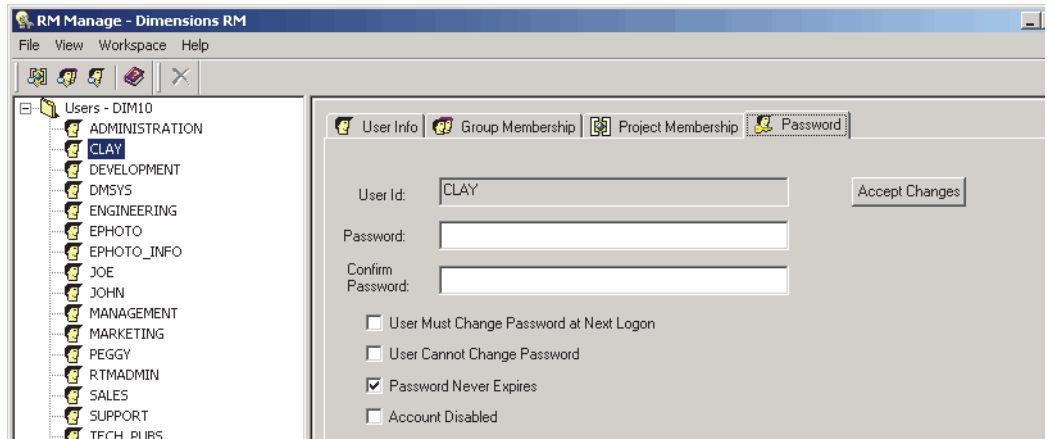 RM Manage - Dimensions RM
File View Workspace Help
Users - DIM10
ADMINISTRATION
CLAY
DEVELOPMENT
DMSYS
ENGINEERING
EPHOTO
EPHOTO_INFO
JOE
JOHN
MANAGEMENT
MARKETING
PEGGY
RTMADMIN
SALES
SUPPORT
TECH_PUBS
User Info Group Membership Project Membership Password
User Id: CLAY Accept Changes
Password:
Confirm
Password:
User Must Change Password at Next Logon
User Cannot Change Password
Password Never Expires
Account Disabled